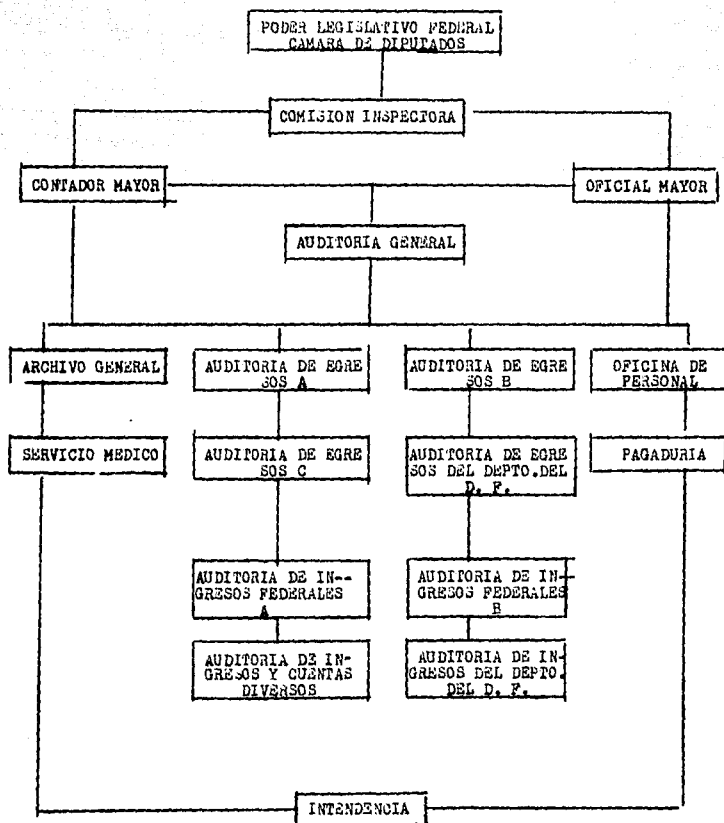 PODER LEGISLATIVO FEDERAL
CAMARA DE DIPUTADOS
COMISION INSPECTORA
CONTADOR MAYOR
OFICIAL MAYOR
AUDITORIA GENERAL
ARCHIVO GENERAL
AUDITORIA DE EGRE
SOS A
AUDITORIA DE EGRE
SOS B
OFICINA DE
PERSONAL
SERVICIO MEDICO
AUDITORIA DE EGRE
SOS C
AUDITORIA DE EGRE
SOS DEL DEPTO.DEL
D. F.
PAGADURIA
AUDITORIA DE IN--
GRESOS FEDERALES
A
AUDITORIA DE IN-
GRESOS FEDERALES
B
AUDITORIA DE IN-
GRESOS Y CUENTAS
DIVERSOS
AUDITORIA DE IN-
GRESOS DEL DEPTO.
DEL D. F.
INTENDENCIA